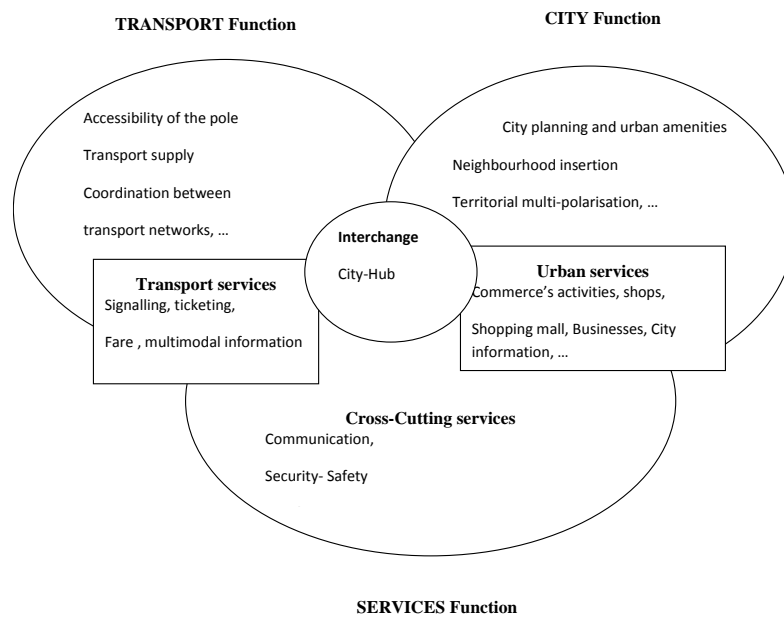 TRANSPORT Function
CITY Function
Accessibility of the pole
Transport supply
Coordination between
transport networks, ...
City planning and urban amenities
Neighbourhood insertion
Territorial multi-polarisation, ...
Interchange
City-Hub
Transport services
Signalling, ticketing,
Fare , multimodal information
Urban services
Commerce's activities, shops,
Shopping mall, Businesses, City
information, ...
Cross-Cutting services
Communication,
Security- Safety
SERVICES Function